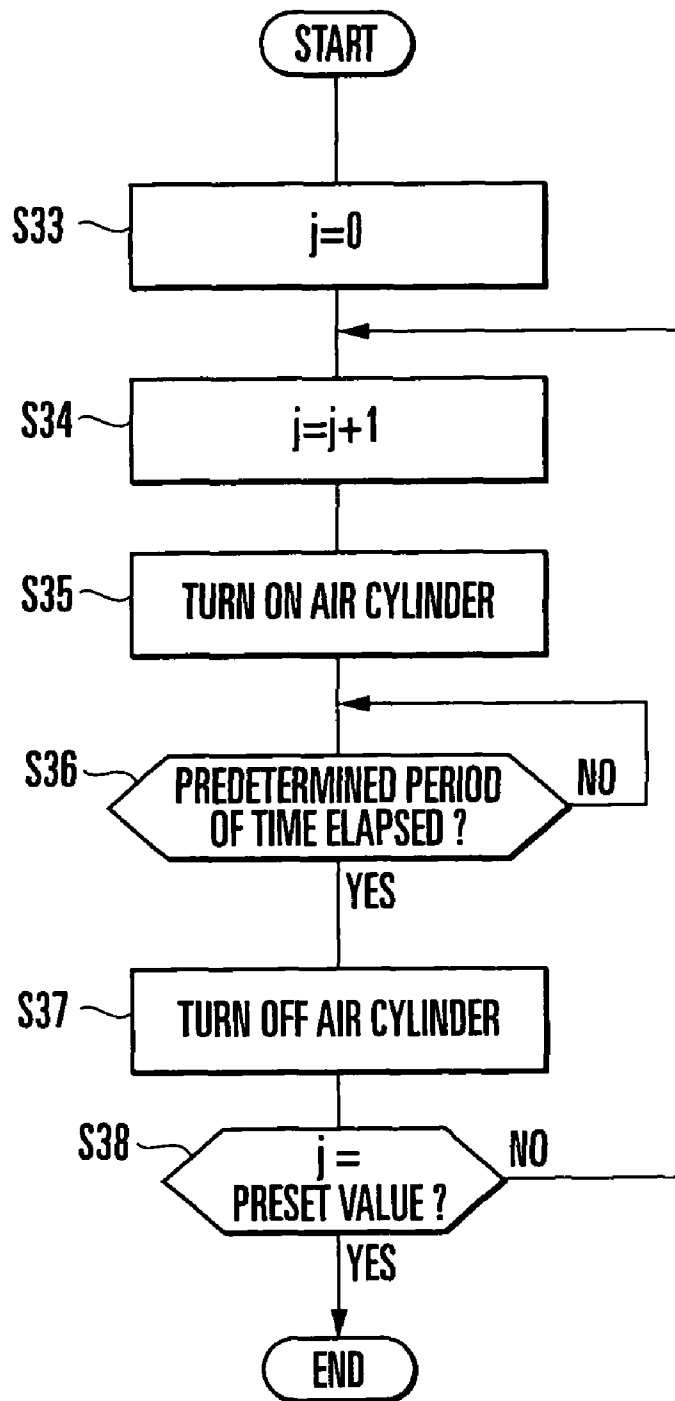 START
S33
j=0
S34
j=j+1
S35
TURN ON AIR CYLINDER
S36
PREDETERMINED PERIOD
OF TIME ELAPSED ?
NO
YES
S37
TURN OFF AIR CYLINDER
S38
j =
PRESET VALUE ?
NO
YES
END